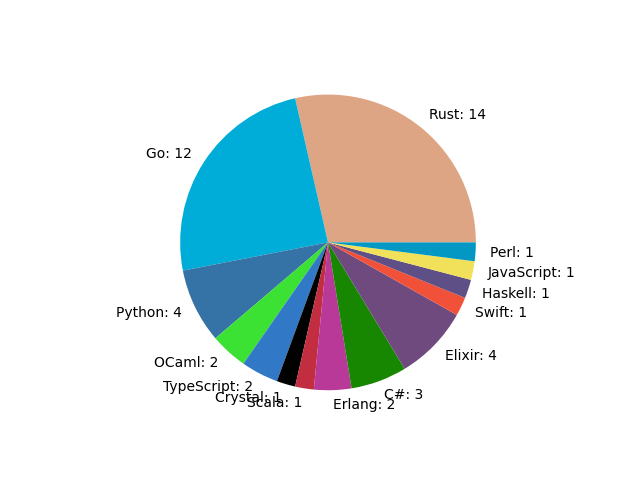 Rust: 14
Go: 12
Python: 4
OCaml: 2
TypeScript: 2
Crystal: 1
Scala: 1
Erlang: 2
C#: 3
Elixir: 4
Swift: 1
Haskell: 1
JavaScript: 1
Perl: 1